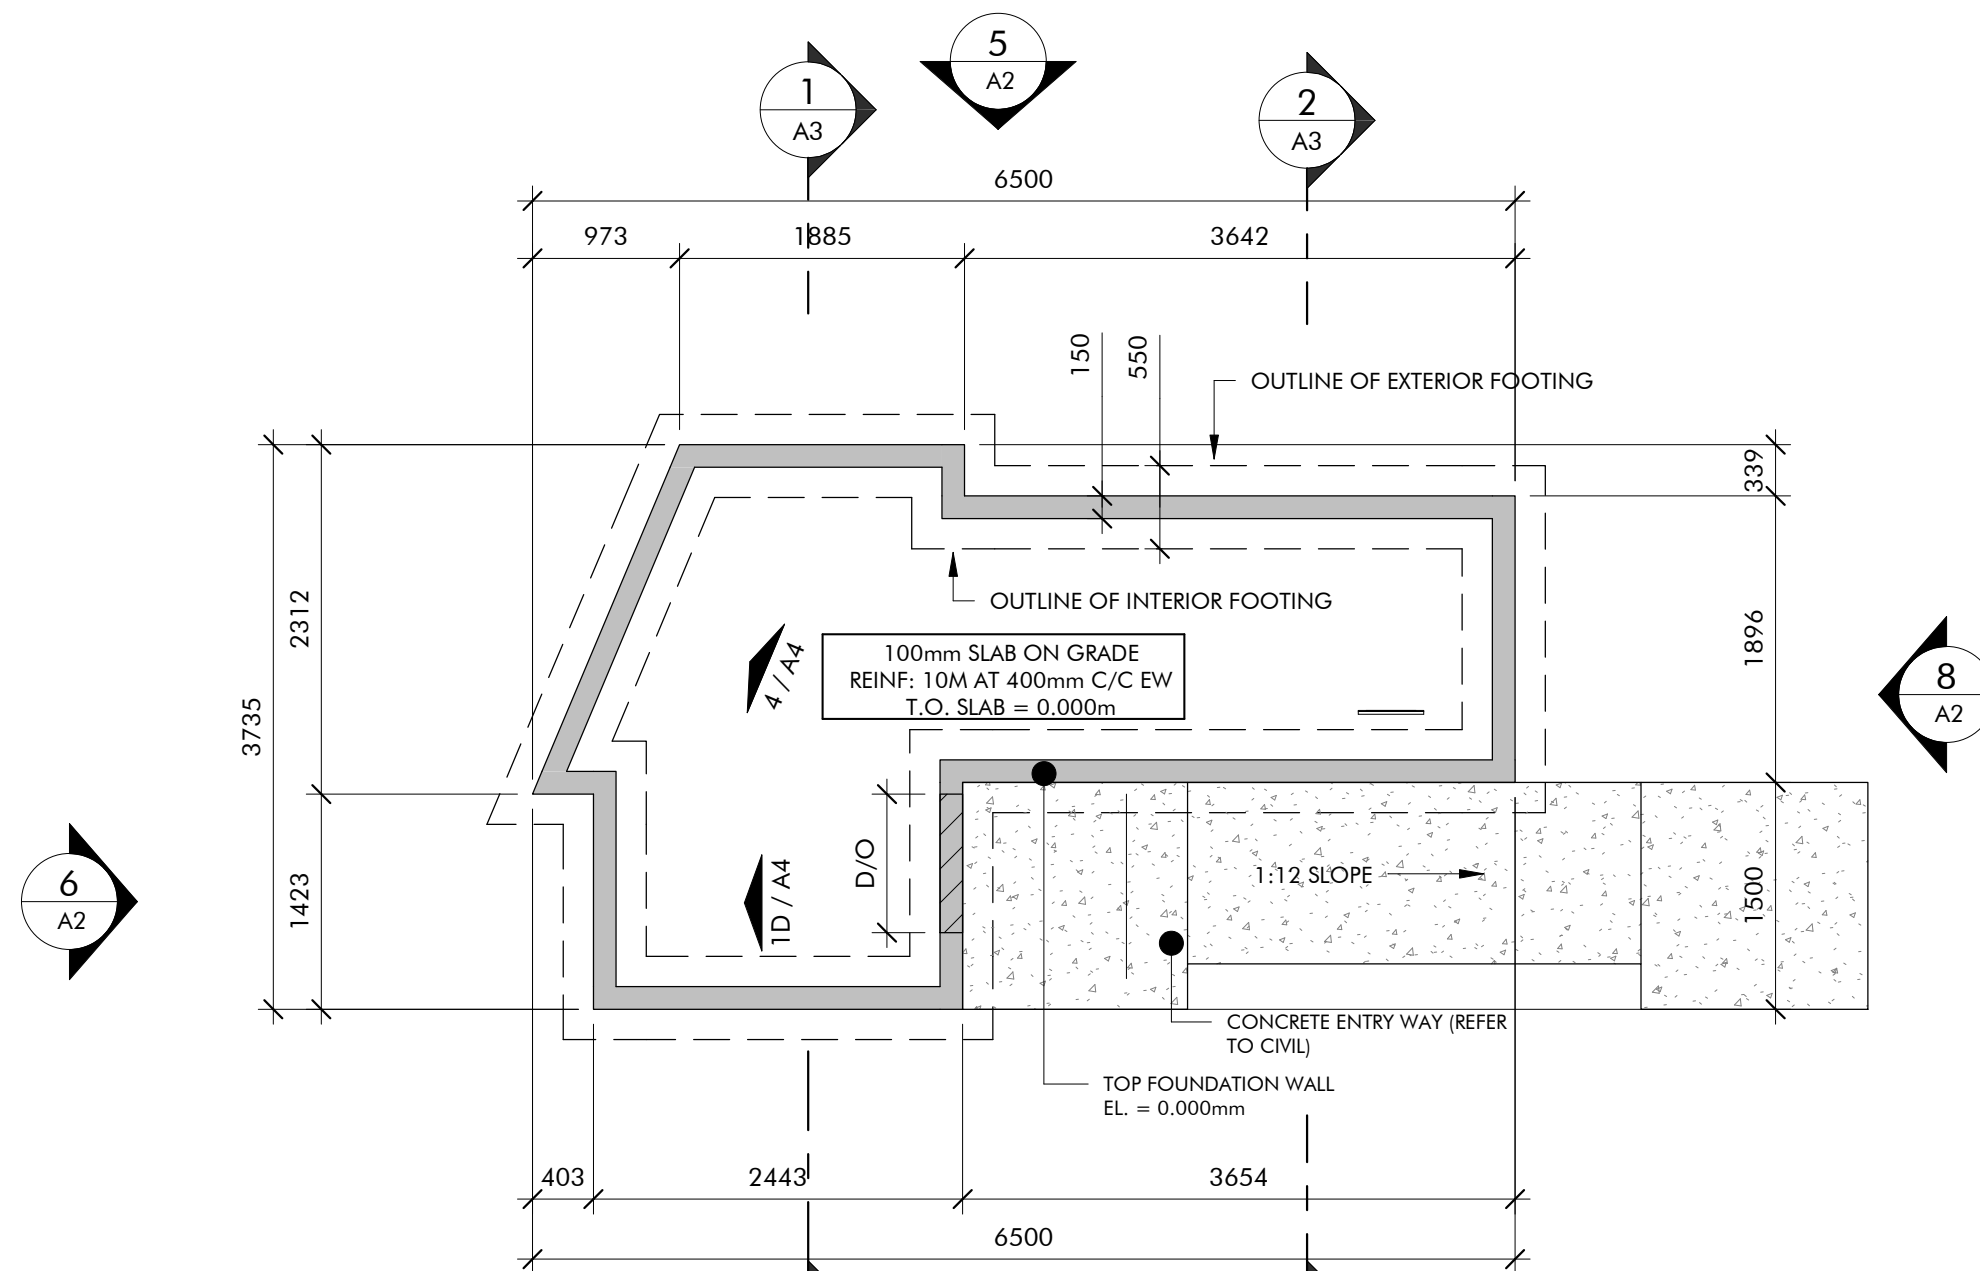 5
A2
1
A3
2
A3
6500
973
1885
3642
150
550
OUTLINE OF EXTERIOR FOOTING
339
2312
OUTLINE OF INTERIOR FOOTING
1896
3735
4 / A4
100mm SLAB ON GRADE
REINF: 10M AT 400mm C/C EW
T.O. SLAB = 0.000m
8
A2
6
A2
1423
1D / A4
D/O
1:12 SLOPE
1500
CONCRETE ENTRY WAY (REFER
TO CIVIL)
TOP FOUNDATION WALL
EL. = 0.000mm
403
2443
3654
6500